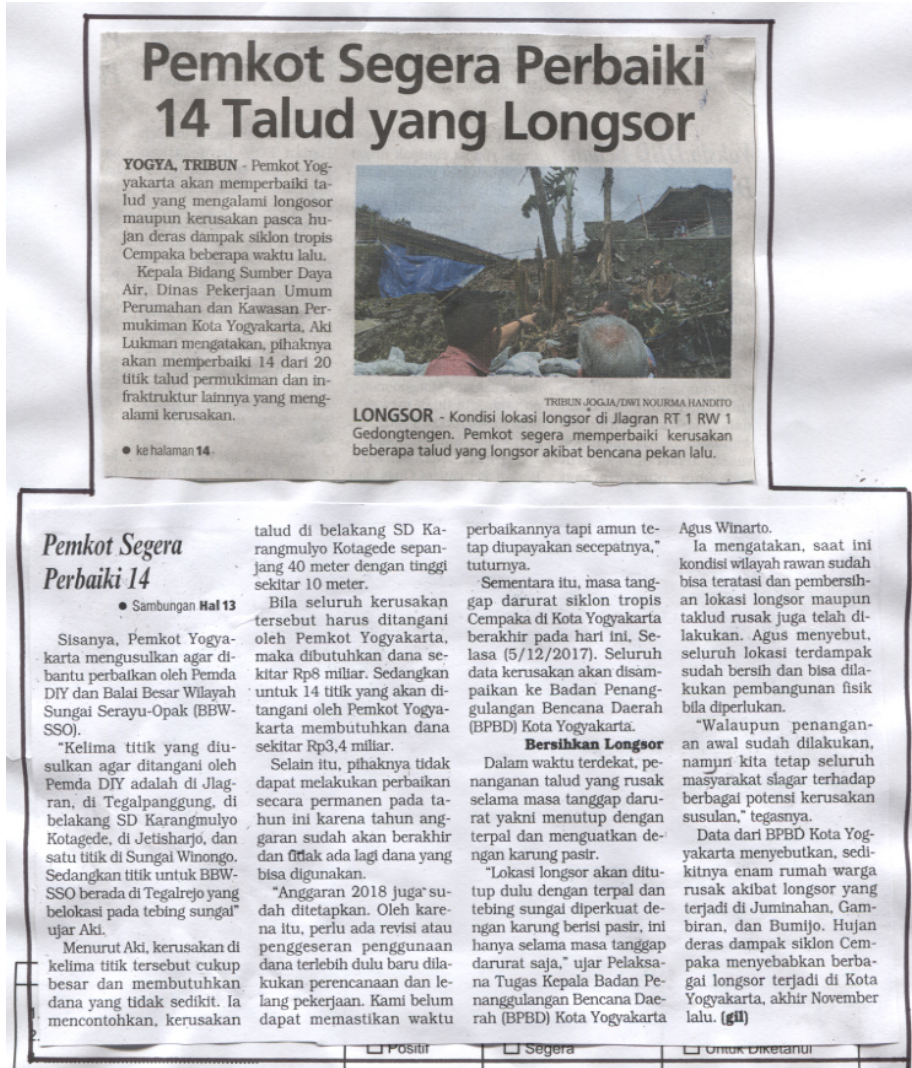 Pemkot Segera Perbaiki
14 Talud yang Longsor
YOGYA, TRIBUN - Pemkot Yog-
yakarta akan memperbaiki ta-
lud yang mengalami longosor
maupun kerusakan pasca hu-
jan deras dampak siklon tropis
Cempaka beberapa waktu lalu.
Kepala Bidang Sumber Daya
Air, Dinas Pekerjaan Umum
Perumahan dan Kawasan Per-
mukiman Kota Yogyakarta, Aki
Lukman mengatakan, pihaknya
akan memperbaiki 14 dari 20
titik talud permukiman dan in-
fraktruktur lainnya yang meng-
alami kerusakan.
● ke halaman 14
TRIBUN JOGJA/DWI NOURMA HANDITO
LONGSOR - Kondisi lokasi longsor di Jlagran RT 1 RW 1
Gedongtengen. Pemkot segera memperbaiki kerusakan
beberapa talud yang longsor akibat bencana pekan lalu.
Pemkot Segera
Perbaiki 14
● Sambungan Hal 13
Sisanya, Pemkot Yogya-
karta mengusulkan agar di-
bantu perbaikan oleh Pemda
DIY dan Balai Besar Wilayah
Sungai Serayu-Opak (BBW-
SSO).
"Kelima titik yang diu-
sulkan agar ditangani oleh
Pemda DIY adalah di Jlag-
ran, di Tegalpanggung, di
belakang SD Karangmulyo
Kotagede, di Jetisharjo, dan
satu titik di Sungai Winongo.
Sedangkan titik untuk BBW-
SSO berada di Tegalrejo yang
belokasi pada tebing sungai"
ujar Aki.
Menurut Aki, kerusakan di
kelima titik tersebut cukup
besar dan membutuhkan
dana yang tidak sedikit. Ia
mencontohkan, kerusakan
talud di belakang SD Ka-
rangmulyo Kotagede sepan-
jang 40 meter dengan tinggi
sekitar 10 meter.
Bila seluruh kerusakan
tersebut harus ditangani
oleh Pemkot Yogyakarta,
maka dibutuhkan dana se-
kitar Rp8 miliar. Sedangkan
untuk 14 titik yang akan di-
tangani oleh Pemkot Yogya-
karta membutuhkan dana
sekitar Rp3,4 miliar.
Selain itu, pihaknya tidak
dapat melakukan perbaikan
secara permanen pada ta-
hun ini karena tahun ang-
garan sudah akan berakhir
dan tidak ada lagi dana yang
bisa digunakan.
"Anggaran 2018 juga su-
dah ditetapkan. Oleh kare-
na itu, perlu ada revisi atau
penggeseran penggunaan
dana terlebih dulu baru dila-
kukan perencanaan dan le-
lang pekerjaan. Kami belum
dapat memastikan waktu
perbaikannya tapi amun te-
tap diupayakan secepatnya,"
tuturnya.
Sementara itu, masa tang-
gap darurat siklon tropis
Cempaka di Kota Yogyakarta
berakhir pada hari ini, Se-
lasa (5/12/2017). Seluruh
data kerusakan akan disam-
paikan ke Badan Penang-
gulangan Bencana Daerah
(BPBD) Kota Yogyakarta.
Bersihkan Longsor
Dalam waktu terdekat, pe-
nanganan talud yang rusak
selama masa tanggap daru-
rat yakni menutup dengan
terpal dan menguatkan de-
ngan karung pasir.
"Lokasi longsor akan ditu-
tup dulu dengan terpal dan
tebing sungai diperkuat de-
ngan karung berisi pasir, ini
hanya selama masa tanggap
darurat saja," ujar Pelaksa-
na Tugas Kepala Badan Pe-
nanggulangan Bencana Dae-
rah (BPBD) Kota Yogyakarta
Agus Winarto.
Ia mengatakan, saat ini
kondisi wilayah rawan sudah
bisa teratasi dan pembersih-
an lokasi longsor maupun
taklud rusak juga telah di-
lakukan. Agus menyebut,
seluruh lokasi terdampak
sudah bersih dan bisa dila-
kukan pembangunan fisik
bila diperlukan.
"Walaupun penangan-
an awal sudah dilakukan,
namun kita tetap seluruh
masyarakat siagar terhadap
berbagai potensi kerusakan
susulan," tegasnya.
Data dari BPBD Kota Yog-
yakarta menyebutkan, sedi-
kitnya enam rumah warga
rusak akibat longsor yang
terjadi di Juminahan, Gam-
biran, dan Bumijo. Hujan
deras dampak siklon Cem-
paka menyebabkan berba-
gai longsor terjadi di Kota
Yogyakarta, akhir November
lalu. (gil)
1.
2.
Positif
Segera
Untuk Diketahui